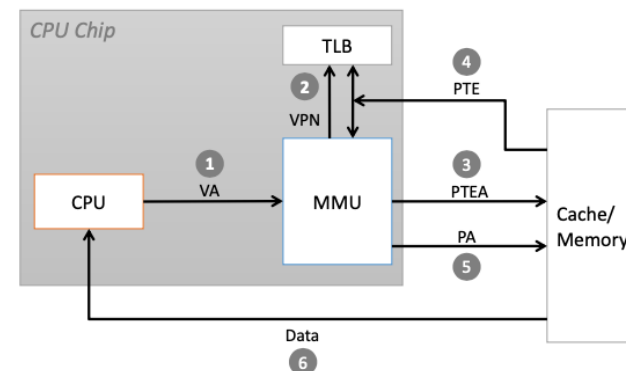 CPU Chip
TLB
2
VPN
4
PTE
1
VA
3
PTEA
CPU
MMU
Cache/
Memory
PA
5
Data
6